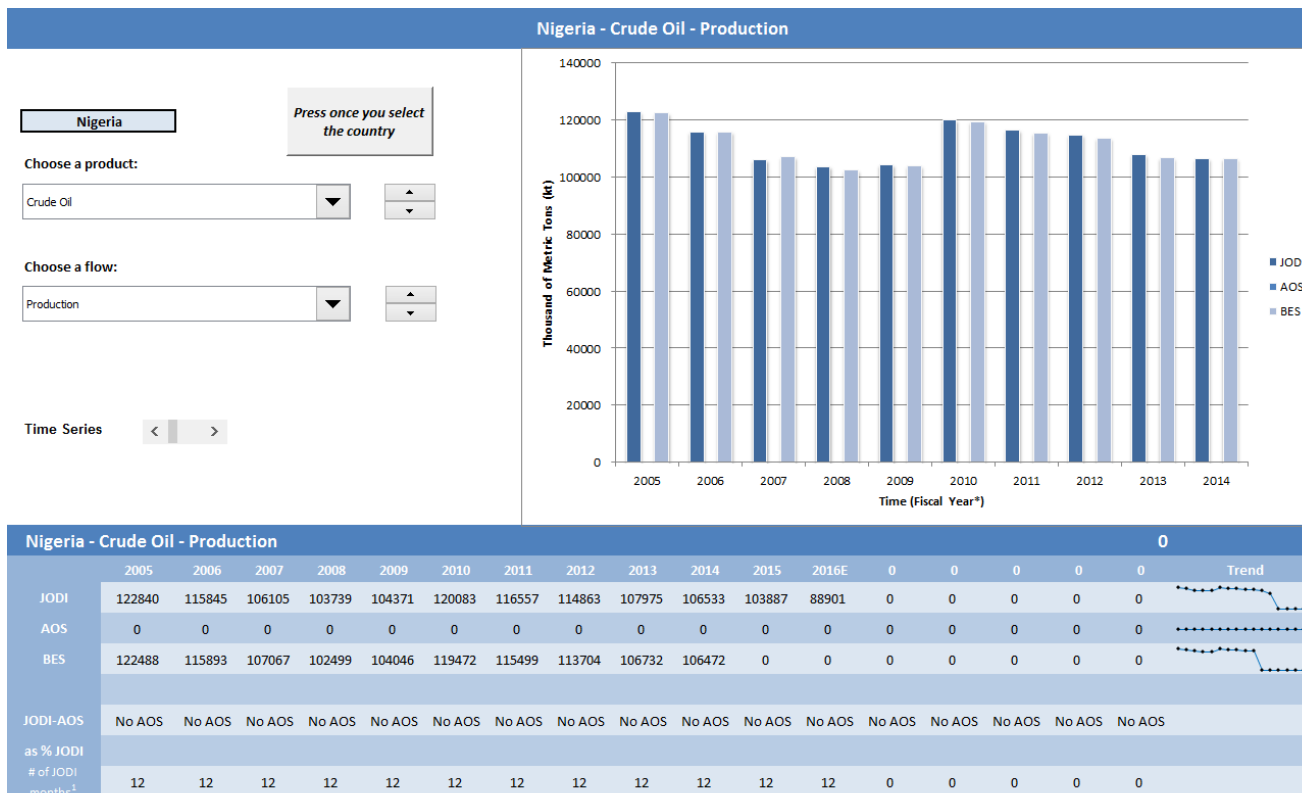 Nigeria - Crude Oil - Production
Nigeria
Press once you select
the country
Choose a product:
Crude Oil
Choose a flow:
Production
Time Series
140000
120000
100000
80000
60000
40000
20000
0
Thousand of Metric Tons (kt)
2005 2006 2007 2008 2009 2010 2011 2012 2013 2014
Time (Fiscal Year*)
JOD
AOS
BES
Nigeria - Crude Oil - Production 0
2005 2006 2007 2008 2009 2010 2011 2012 2013 2014 2015 2016E 0 0 0 0 0 Trend
JODI 122840 115845 106105 103739 104371 120083 116557 114863 107975 106533 103887 88901 0 0 0 0 0
AOS 0 0 0 0 0 0 0 0 0 0 0 0 0 0 0 0 0
BES 122488 115893 107067 102499 104046 119472 115499 113704 106732 106472 0 0 0 0 0 0 0
JODI-AOS No AOS No AOS No AOS No AOS No AOS No AOS No AOS No AOS No AOS No AOS No AOS No AOS No AOS No AOS No AOS No AOS No AOS
as % JODI
# of JODI
months1 12 12 12 12 12 12 12 12 12 12 12 12 0 0 0 0 0